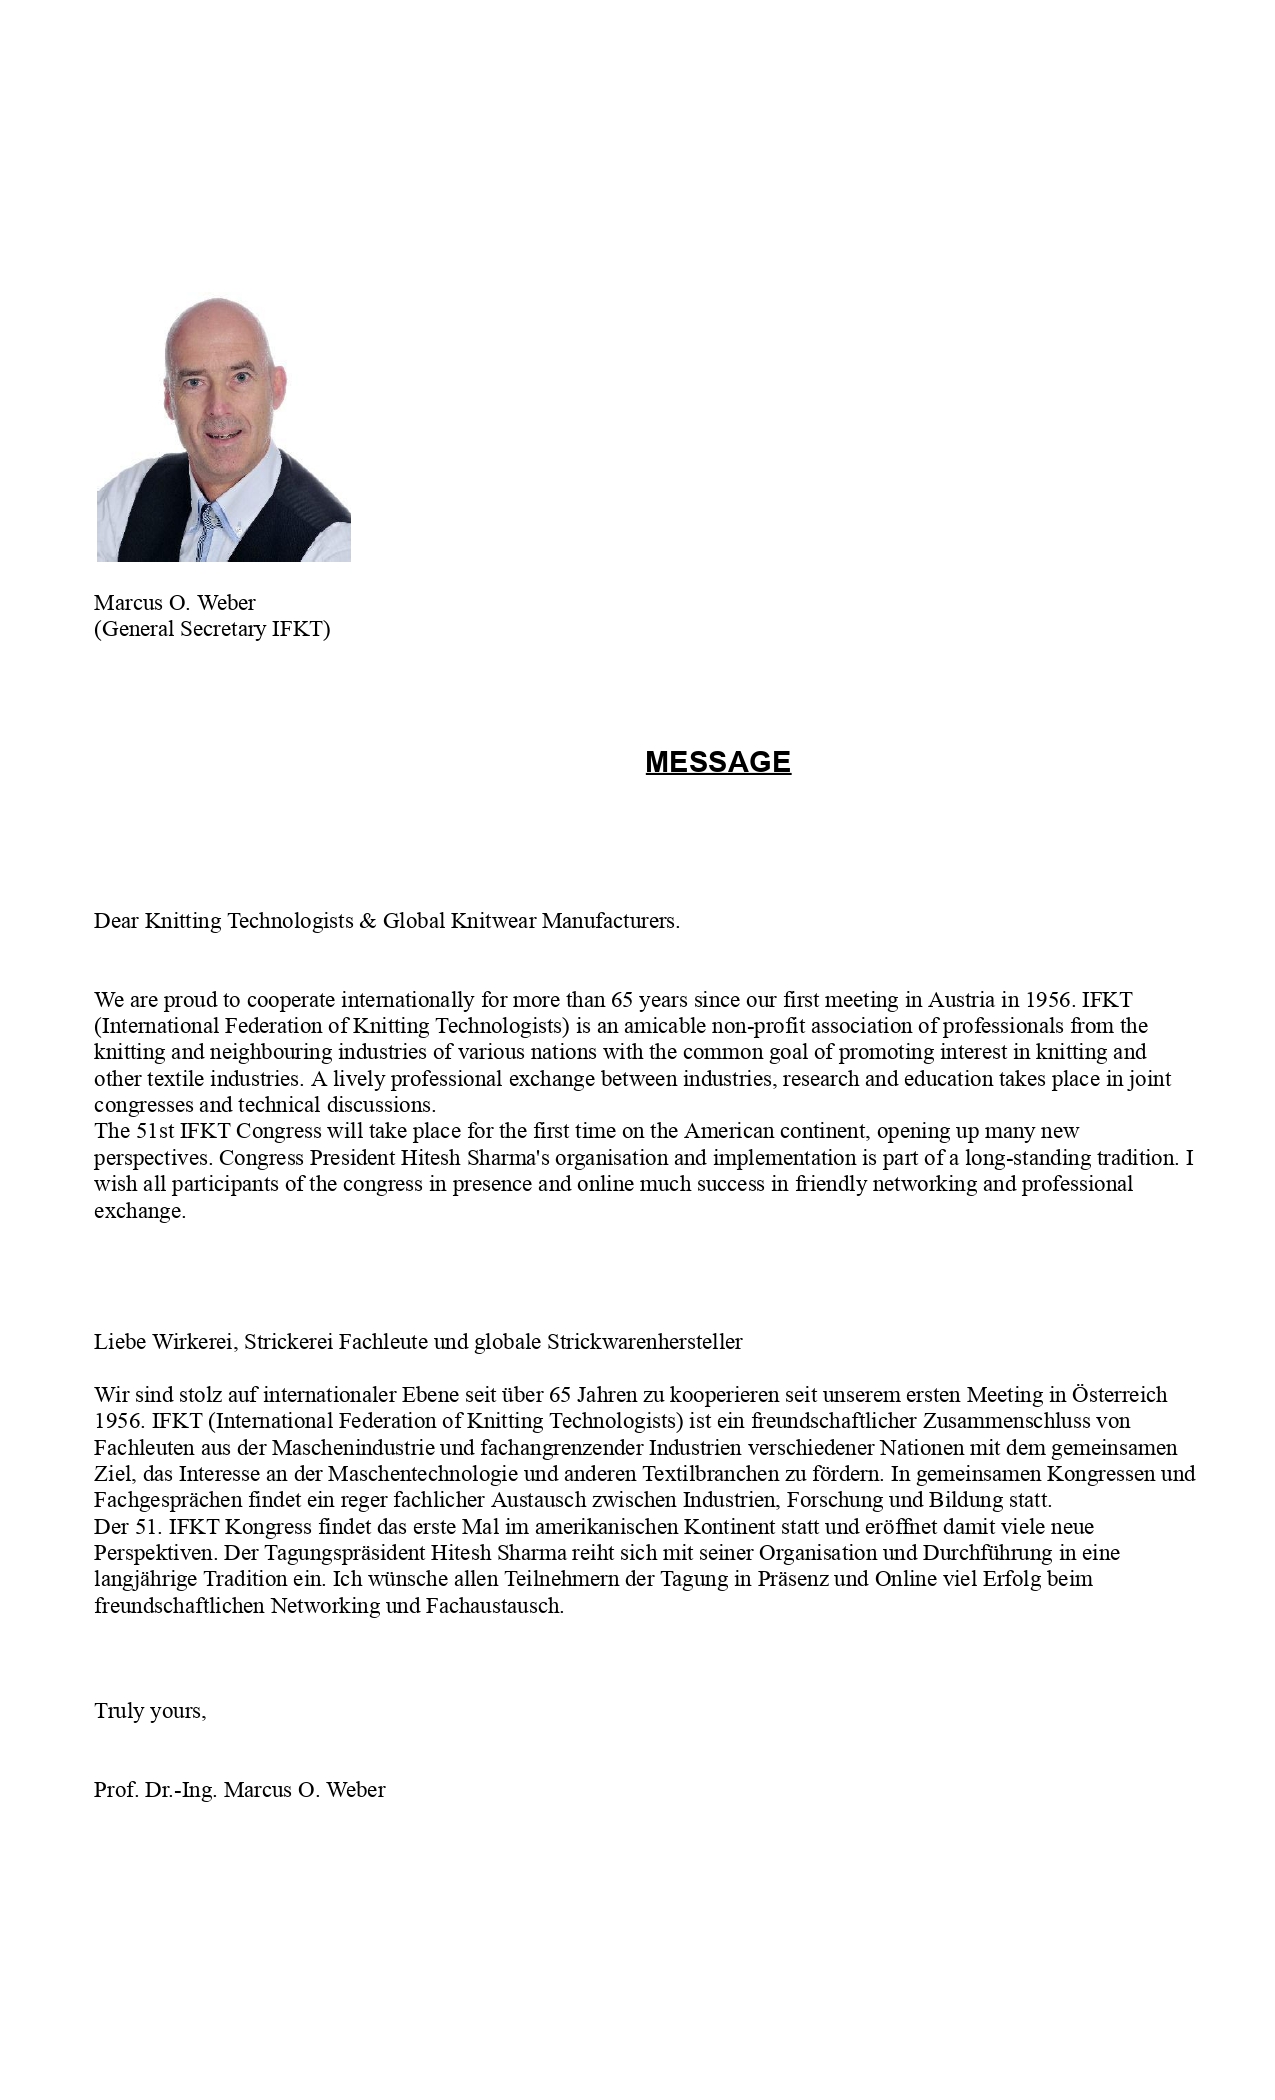 Marcus O. Weber
(General Secretary IFKT)
MESSAGE
Dear Knitting Technologists & Global Knitwear Manufacturers.
We are proud to cooperate internationally for more than 65 years since our first meeting in Austria in 1956. IFKT
(International Federation of Knitting Technologists) is an amicable non-profit association of professionals from the
knitting and neighbouring industries of various nations with the common goal of promoting interest in knitting and
other textile industries. A lively professional exchange between industries, research and education takes place in joint
congresses and technical discussions.
The 51st IFKT Congress will take place for the first time on the American continent, opening up many new
perspectives. Congress President Hitesh Sharma's organisation and implementation is part of a long-standing tradition. I
wish all participants of the congress in presence and online much success in friendly networking and professional
exchange.
Liebe Wirkerei, Strickerei Fachleute und globale Strickwarenhersteller
Wir sind stolz auf internationaler Ebene seit über 65 Jahren zu kooperieren seit unserem ersten Meeting in Österreich
1956. IFKT (International Federation of Knitting Technologists) ist ein freundschaftlicher Zusammenschluss von
Fachleuten aus der Maschenindustrie und fachangrenzender Industrien verschiedener Nationen mit dem gemeinsamen
Ziel, das Interesse an der Maschentechnologie und anderen Textilbranchen zu fördern. In gemeinsamen Kongressen und
Fachgesprächen findet ein reger fachlicher Austausch zwischen Industrien, Forschung und Bildung statt.
Der 51. IFKT Kongress findet das erste Mal im amerikanischen Kontinent statt und eröffnet damit viele neue
Perspektiven. Der Tagungspräsident Hitesh Sharma reiht sich mit seiner Organisation und Durchführung in eine
langjährige Tradition ein. Ich wünsche allen Teilnehmern der Tagung in Präsenz und Online viel Erfolg beim
freundschaftlichen Networking und Fachaustausch.
Truly yours,
Prof. Dr.-Ing. Marcus O. Weber